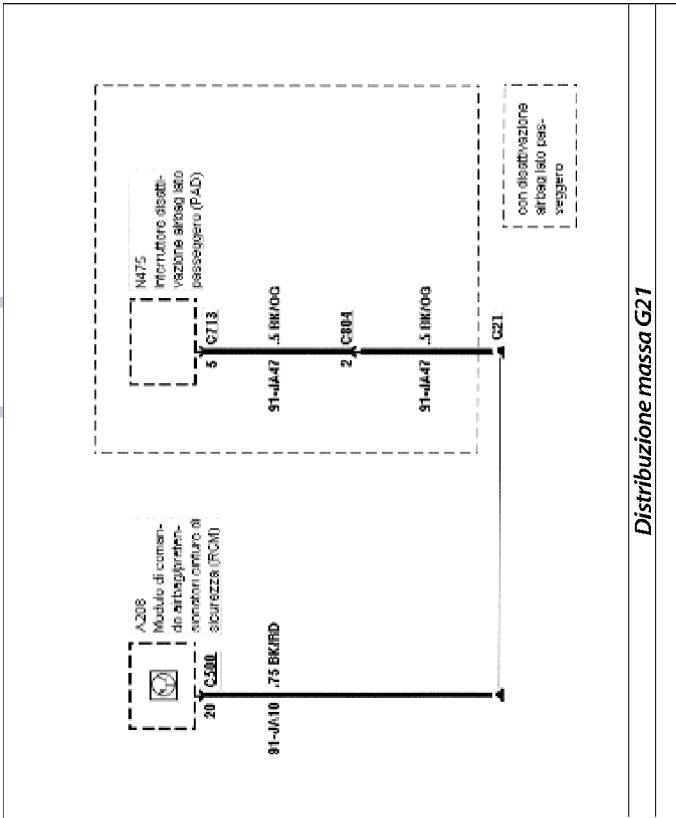 A208
Modulo di coman-
do airbag/preten-
sionatori cinture di
sicurezza (RCM)
20
91-JA10 .75 BK/RD
N475
Interruttore disatti-
vazione airbag lato
passeggero (PAD)
5 C713
91-JA47 .5 BK/OG
2 C804
91-JA47 .5 BK/OG
G21
con disattivazione
airbag lato pas-
seggero
Distribuzione massa G21